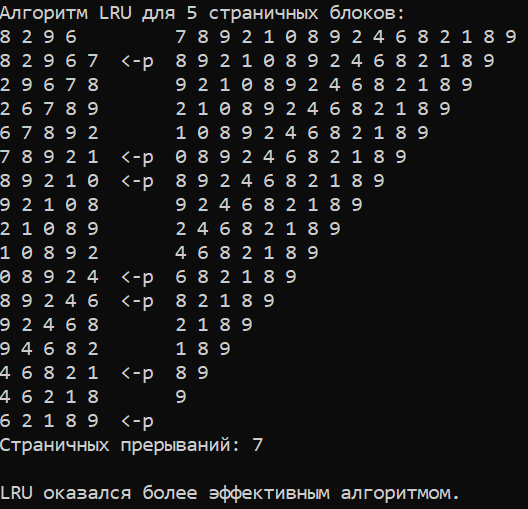 Алгоритм LRU для 5 страничных блоков:
8 2 9 6         7 8 9 2 1 0 8 9 2 4 6 8 2 1 8 9
8 2 9 6 7  <-p  8 9 2 1 0 8 9 2 4 6 8 2 1 8 9
2 9 6 7 8       9 2 1 0 8 9 2 4 6 8 2 1 8 9
2 6 7 8 9       2 1 0 8 9 2 4 6 8 2 1 8 9
6 7 8 9 2       1 0 8 9 2 4 6 8 2 1 8 9
7 8 9 2 1  <-p  0 8 9 2 4 6 8 2 1 8 9
8 9 2 1 0  <-p  8 9 2 4 6 8 2 1 8 9
9 2 1 0 8       9 2 4 6 8 2 1 8 9
2 1 0 8 9       2 4 6 8 2 1 8 9
1 0 8 9 2       4 6 8 2 1 8 9
0 8 9 2 4  <-p  6 8 2 1 8 9
8 9 2 4 6  <-p  8 2 1 8 9
9 2 4 6 8       2 1 8 9
9 4 6 8 2       1 8 9
4 6 8 2 1  <-p  8 9
4 6 2 1 8       9
6 2 1 8 9  <-p
Страничных прерываний: 7
LRU оказался более эффективным алгоритмом.